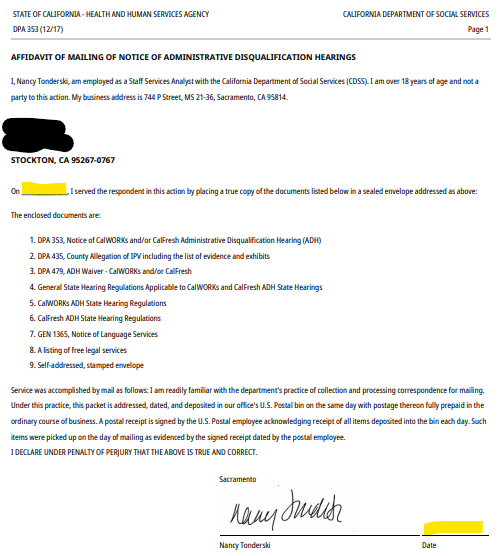 STATE OF CALIFORNIA - HEALTH AND HUMAN SERVICES AGENCY CALIFORNIA DEPARTMENT OF SOCIAL SERVICES
DPA 353 (12/17) Page 1
AFFIDAVIT OF MAILING OF NOTICE OF ADMINISTRATIVE DISQUALIFICATION HEARINGS
I, Nancy Tonderski, am employed as a Staff Services Analyst with the California Department of Social Services (CDSS). I am over 18 years of age and not a
party to this action. My business address is 744 P Street, MS 21-36, Sacramento, CA 95814.
STOCKTON, CA 95267-0767
On , I served the respondent in this action by placing a true copy of the documents listed below in a sealed envelope addressed as above:
The enclosed documents are:
1. DPA 353, Notice of CalWORKs and/or CalFresh Administrative Disqualification Hearing (ADH)
2. DPA 435, County Allegation of IPV including the list of evidence and exhibits
3. DPA 479, ADH Waiver - CalWORKs and/or CalFresh
4. General State Hearing Regulations Applicable to CalWORKs and CalFresh ADH State Hearings
5. CalWORKs ADH State Hearing Regulations
6. CalFresh ADH State Hearing Regulations
7. GEN 1365, Notice of Language Services
8. A listing of free legal services
9. Self-addressed, stamped envelope
Service was accomplished by mail as follows: I am readily familiar with the department's practice of collection and processing correspondence for mailing.
Under this practice, this packet is addressed, dated, and deposited in our office's U.S. Postal bin on the same day with postage thereon fully prepaid in the
ordinary course of business. A postal receipt is signed by the U.S. Postal employee acknowledging receipt of all items deposited into the bin each day. Such
items were picked up on the day of mailing as evidenced by the signed receipt dated by the postal employee.
I DECLARE UNDER PENALTY OF PERJURY THAT THE ABOVE IS TRUE AND CORRECT.
Sacramento
Nancy Tonderski Date